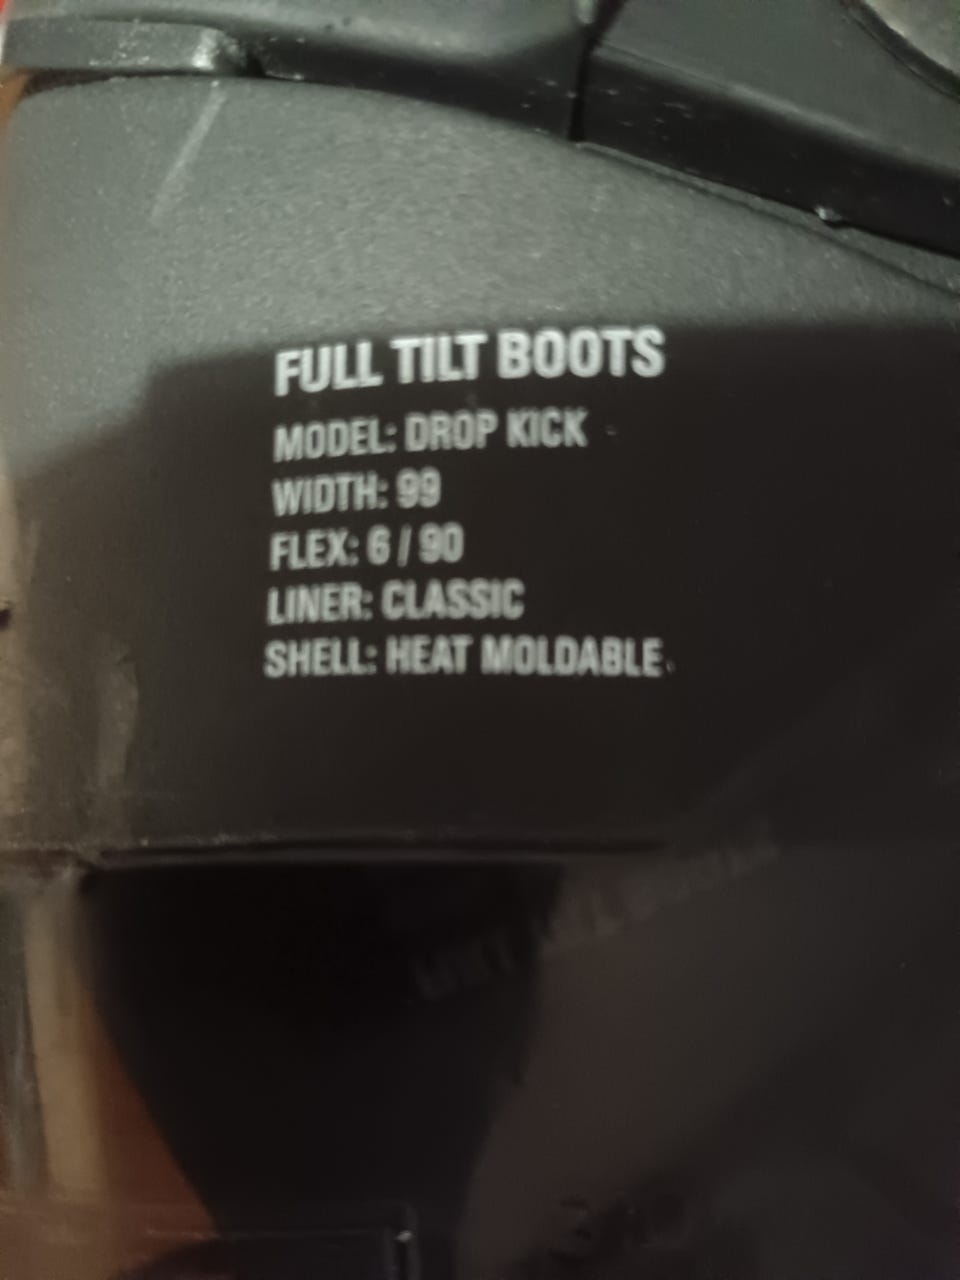 FULL TILT BOOTS
MODEL: DROP KICK
WIDTH: 99
FLEX: 6 / 90
LINER: CLASSIC
SHELL: HEAT MOLDABLE